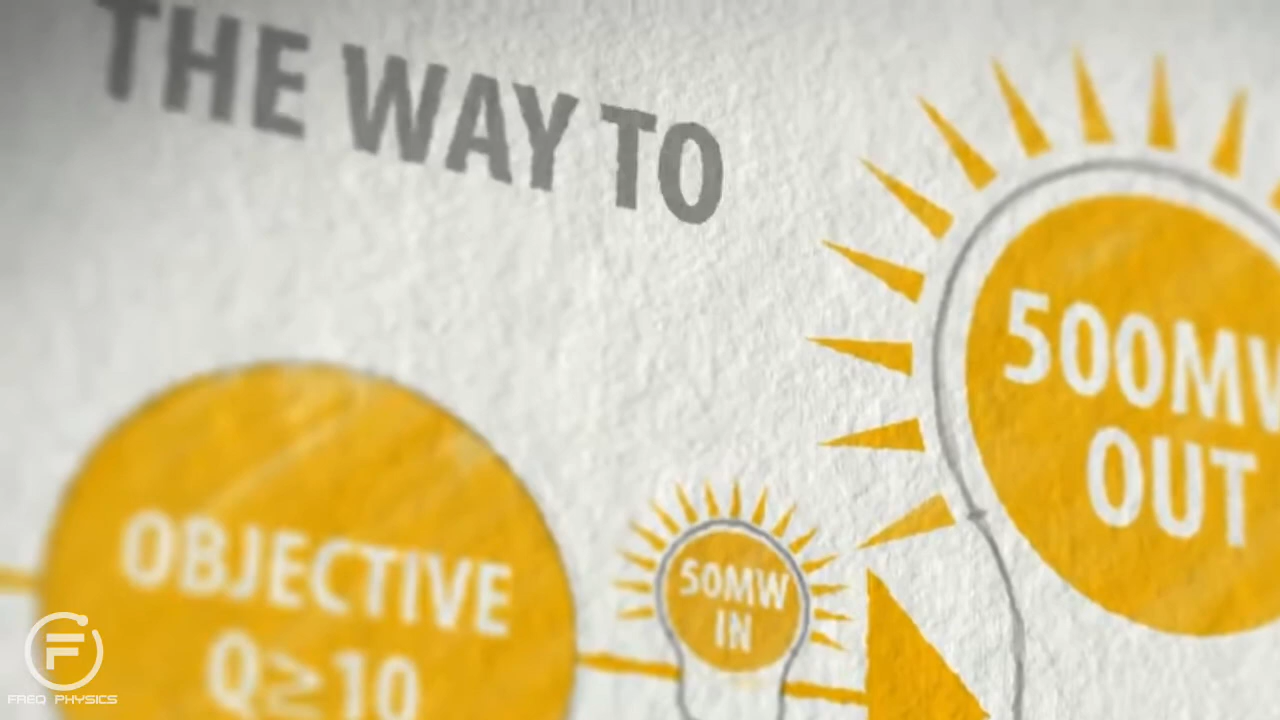 THE WAY TO
500MW
OUT
OBJECTIVE
Q≥10
50MW
IN
FREQ PHYSICS